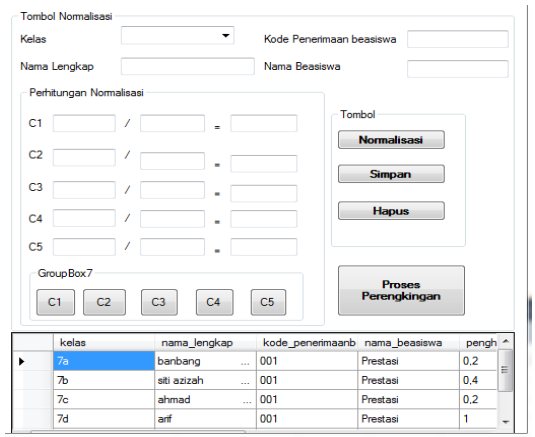 Tombol Normalisasi
Kelas
Kode Penerimaan beasiswa
Nama Lengkap
Nama Beasiswa
Perhitungan Normalisasi
C1 / =
C2 / =
C3 / =
C4 / =
C5 / =
Tombol
Normalisasi
Simpan
Hapus
GroupBox7
C1 C2 C3 C4 C5
Proses
Perengkingan
kelas nama_lengkap kode_penerimaanb nama_beasiswa pengh
7a banbang ... 001 Prestasi 0,2
7b siti azizah ... 001 Prestasi 0,4
7c ahmad ... 001 Prestasi 0,2
7d arif 001 Prestasi 1